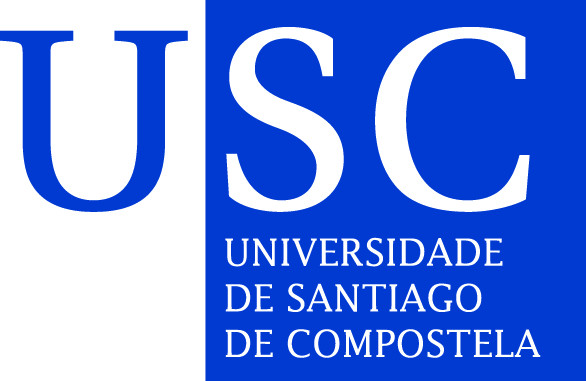 USC
UNIVERSIDADE
DE SANTIAGO
DE COMPOSTELA